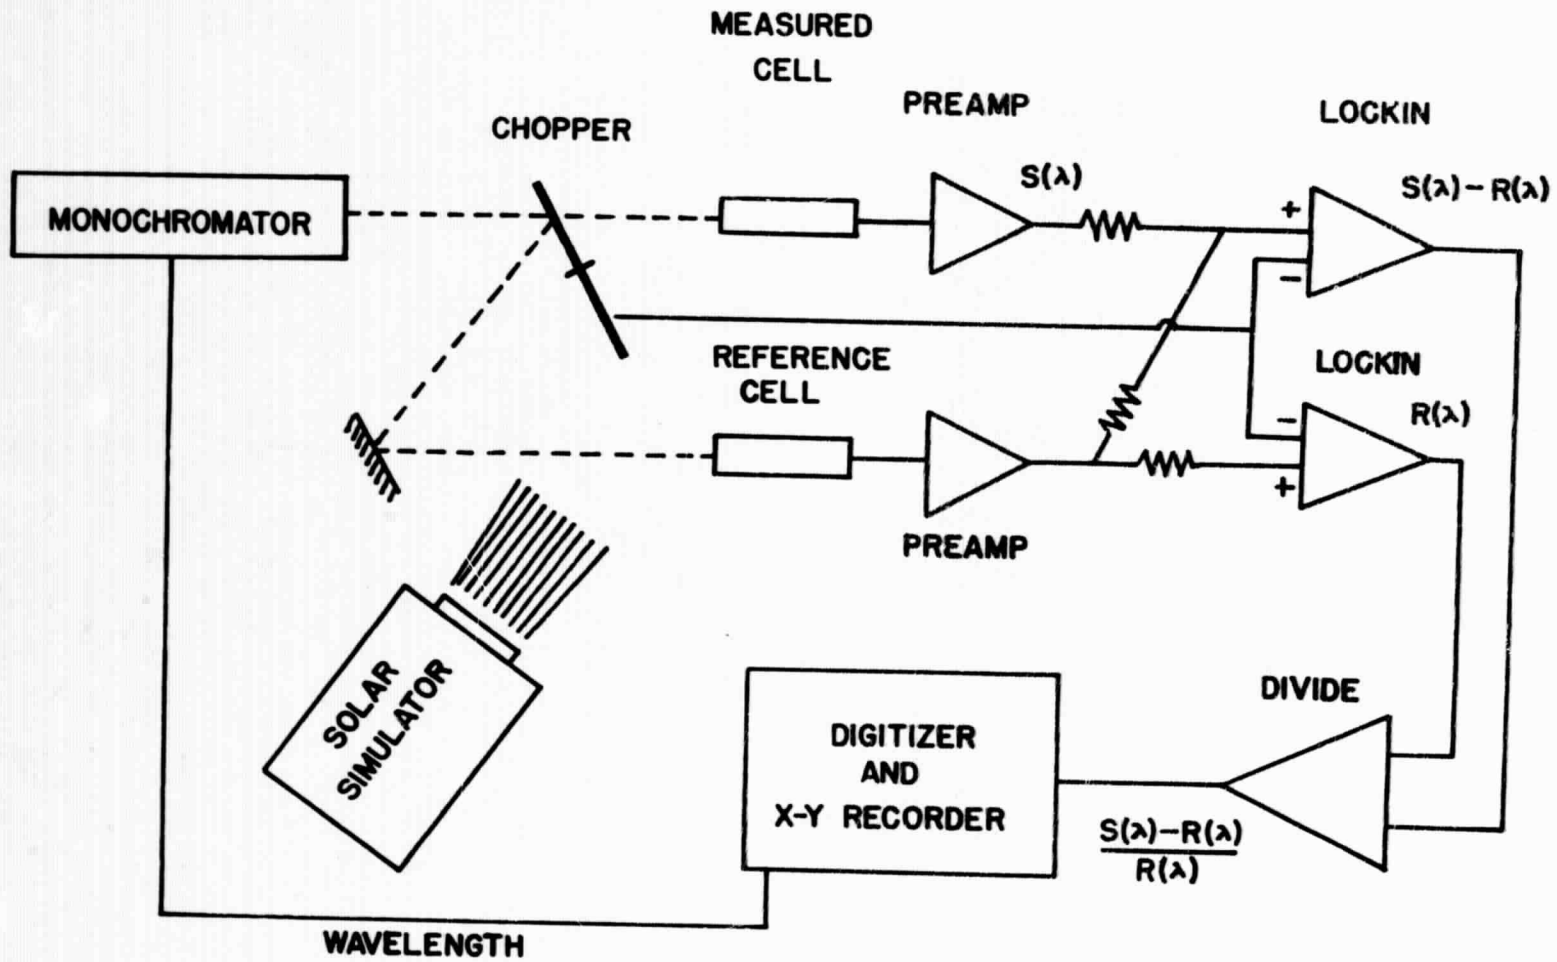 MEASURED
CELL
PREAMP
LOCKIN
CHOPPER
S(λ)
S(λ)-R(λ)
MONOCHROMATOR
+
-
REFERENCE
CELL
LOCKIN
R(λ)
-
+
PREAMP
SOLAR
SIMULATOR
DIVIDE
DIGITIZER
AND
X-Y RECORDER
S(λ)-R(λ)
R(λ)
WAVELENGTH